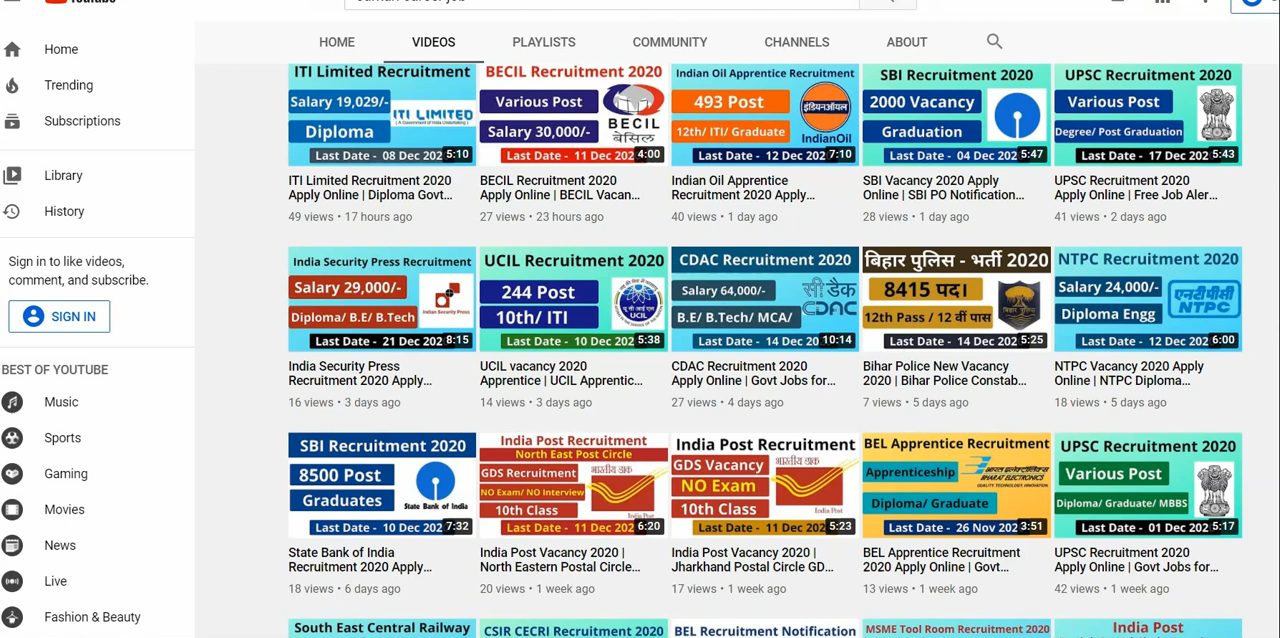 HOME
VIDEOS
PLAYLISTS
COMMUNITY
CHANNELS
ABOUT
Home
Trending
Subscriptions
Library
History
Sign in to like videos,
comment, and subscribe.
SIGN IN
BEST OF YOUTUBE
Music
Sports
Gaming
Movies
News
Live
Fashion & Beauty
ITI Limited Recruitment
Salary 19,029/-
ITI LIMITED
Diploma
Last Date - 08 Dec 202
5:10
ITI Limited Recruitment 2020
Apply Online | Diploma Govt...
49 views • 17 hours ago
BECIL Recruitment 2020
Various Post
BECIL
बेसिल
Salary 30,000/-
Last Date - 11 Dec 202
4:00
BECIL Recruitment 2020
Apply Online | BECIL Vacan...
27 views • 23 hours ago
Indian Oil Apprentice Recruitment
493 Post
इंडियनऑयल
12th/ ITI/ Graduate
IndianOil
Last Date - 12 Dec 202
7:10
Indian Oil Apprentice
Recruitment 2020 Apply...
40 views • 1 day ago
SBI Recruitment 2020
2000 Vacancy
Graduation
Last Date - 04 Dec 202
5:47
SBI Vacancy 2020 Apply
Online | SBI PO Notification...
28 views • 1 day ago
UPSC Recruitment 2020
Various Post
Degree/ Post Graduation
Last Date - 17 Dec 202
5:43
UPSC Recruitment 2020
Apply Online | Free Job Aler...
41 views • 2 days ago
India Security Press Recruitment
Salary 29,000/-
Diploma/ B.E/ B.Tech
India Security Press
Last Date - 21 Dec 202
8:15
India Security Press
Recruitment 2020 Apply...
16 views • 3 days ago
UCIL Recruitment 2020
244 Post
10th/ ITI
UCIL
Last Date - 10 Dec 202
5:38
UCIL vacancy 2020
Apprentice | UCIL Apprentic...
14 views • 3 days ago
CDAC Recruitment 2020
Salary 64,000/-
सी डैक
CDAC
B.E/ B.Tech/ MCA/
Last Date - 14 Dec 20
10:14
CDAC Recruitment 2020
Apply Online | Govt Jobs for...
27 views • 4 days ago
बिहार पुलिस - भर्ती 2020
8415 पद।
12th Pass / 12 वीं पास
Last Date - 14 Dec 202
5:25
Bihar Police New Vacancy
2020 | Bihar Police Constab...
7 views • 5 days ago
NTPC Recruitment 2020
Salary 24,000/-
एनटीपीसी
NTPC
Diploma Engg
Last Date - 12 Dec 202
6:00
NTPC Vacancy 2020 Apply
Online | NTPC Diploma...
18 views • 5 days ago
SBI Recruitment 2020
8500 Post
Graduates
State Bank of India
Last Date - 10 Dec 202
7:32
State Bank of India
Recruitment 2020 Apply...
18 views • 6 days ago
India Post Recruitment
North East Post Circle
GDS Recruitment
भारतीय डाक
NO Exam/ NO Interview
10th Class
India Post
Last Date - 11 Dec 202
6:20
India Post Vacancy 2020 |
North Eastern Postal Circle...
20 views • 1 week ago
India Post Recruitment
GDS Vacancy
भारतीय डाक
NO Exam
10th Class
India Post
Last Date - 11 Dec 202
5:23
India Post Vacancy 2020 |
Jharkhand Postal Circle GD...
17 views • 1 week ago
BEL Apprentice Recruitment
Apprenticeship
BHARAT ELECTRONICS
Diploma/ Graduate
Last Date - 26 Nov 202
3:51
BEL Apprentice Recruitment
2020 Apply Online | Govt...
13 views • 1 week ago
UPSC Recruitment 2020
Various Post
Diploma/ Graduate/ MBBS
Last Date - 01 Dec 202
5:17
UPSC Recruitment 2020
Apply Online | Govt Jobs for...
42 views • 1 week ago
South East Central Railway
CSIR CECRI Recruitment 2020
BEL Recruitment Notification
MSME Tool Room Recruitment 2020
India Post